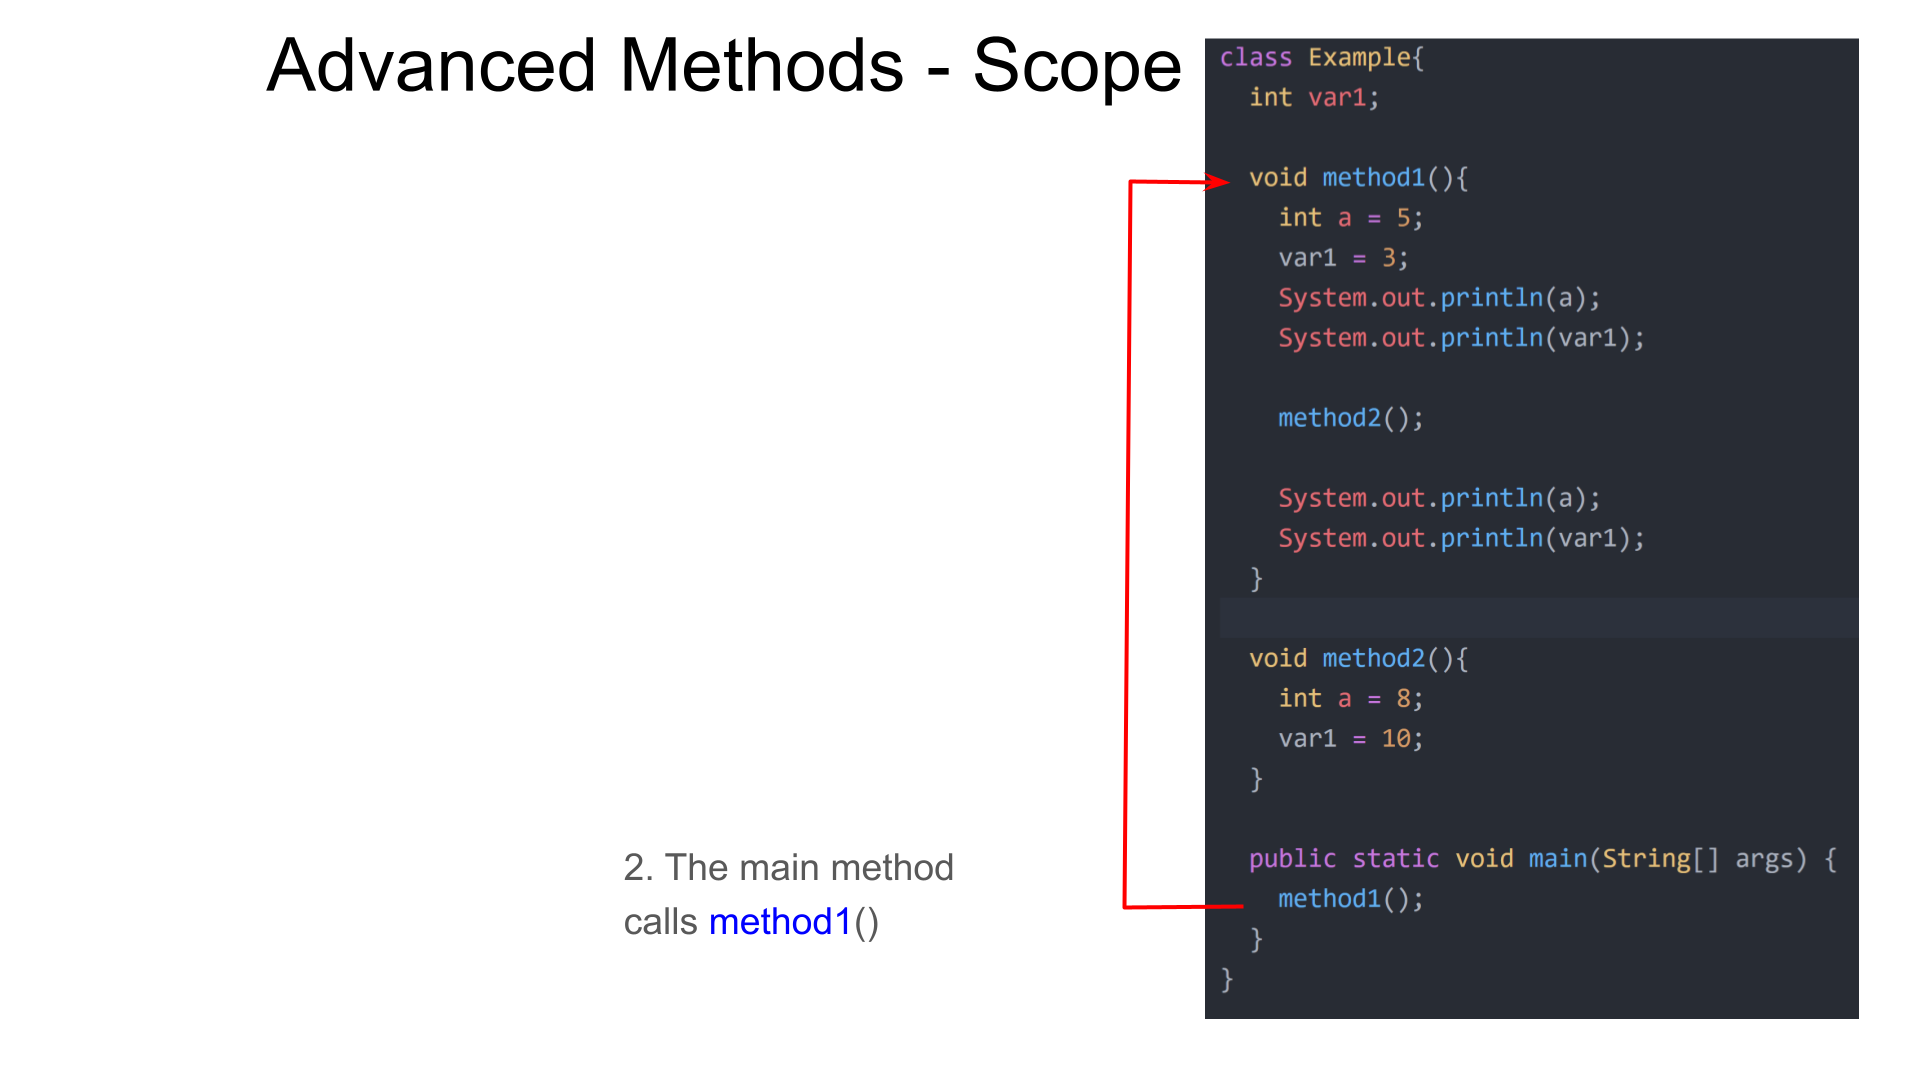 Advanced Methods - Scope
class Example{
  int var1;

  void method1(){
    int a = 5;
    var1 = 3;
    System.out.println(a);
    System.out.println(var1);

    method2();

    System.out.println(a);
    System.out.println(var1);
  }

  void method2(){
    int a = 8;
    var1 = 10;
  }

  public static void main(String[] args) {
    method1();
  }
}
2. The main method
calls method1()